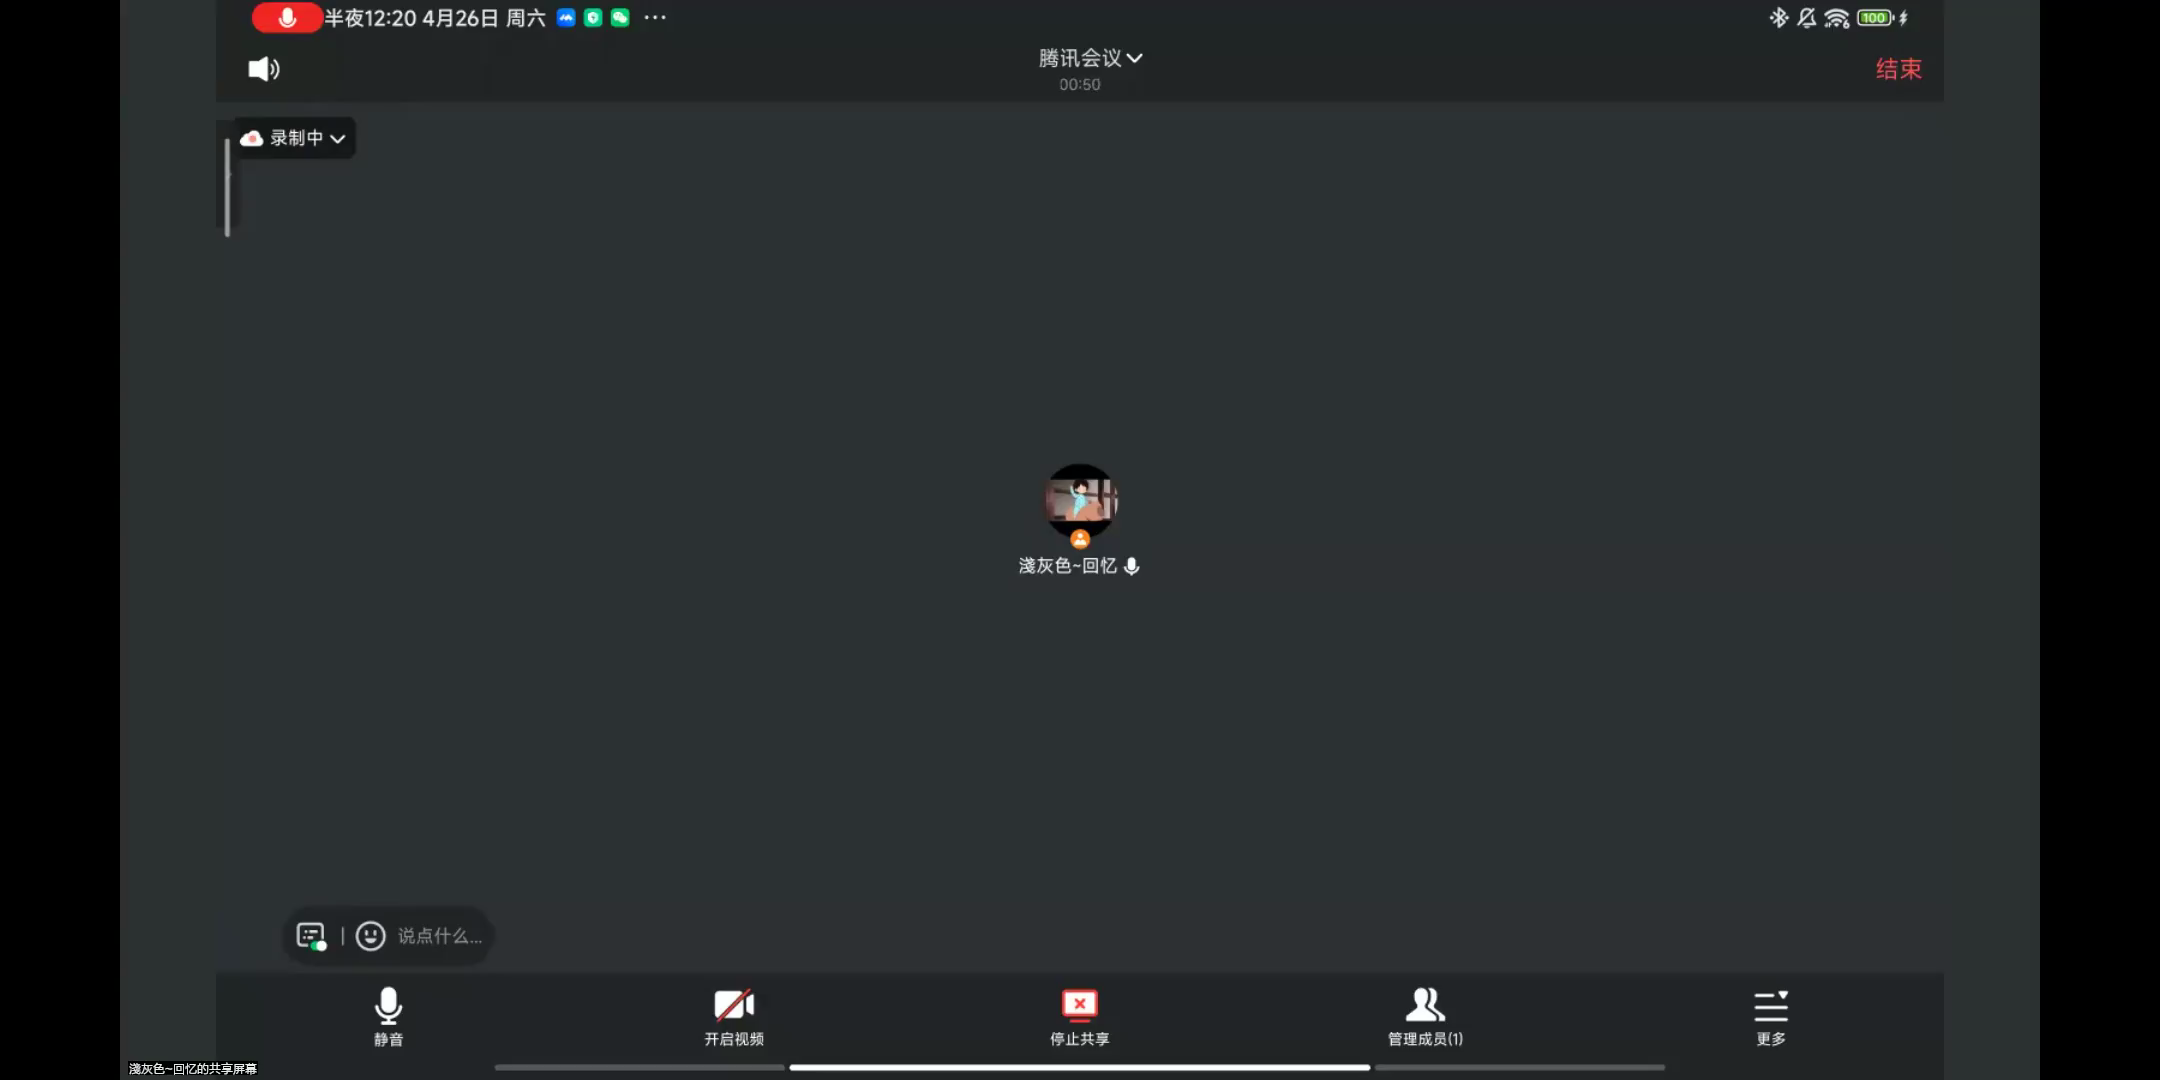 半夜12:20 4月26日 周六 ...
100
腾讯会议
00:50
结束
录制中
淺灰色~回忆
说点什么...
静音
开启视频
停止共享
管理成员(1)
更多
淺灰色~回忆的共享屏幕